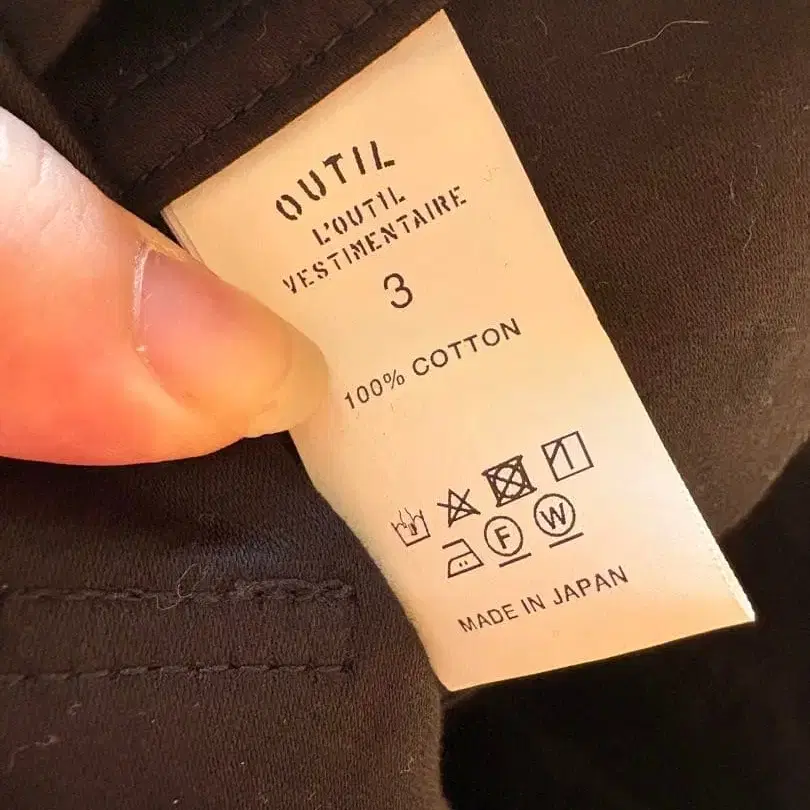 OUTIL
L'OUTIL
VESTIMENTAIRE
3
100% COTTON
F W
MADE IN JAPAN